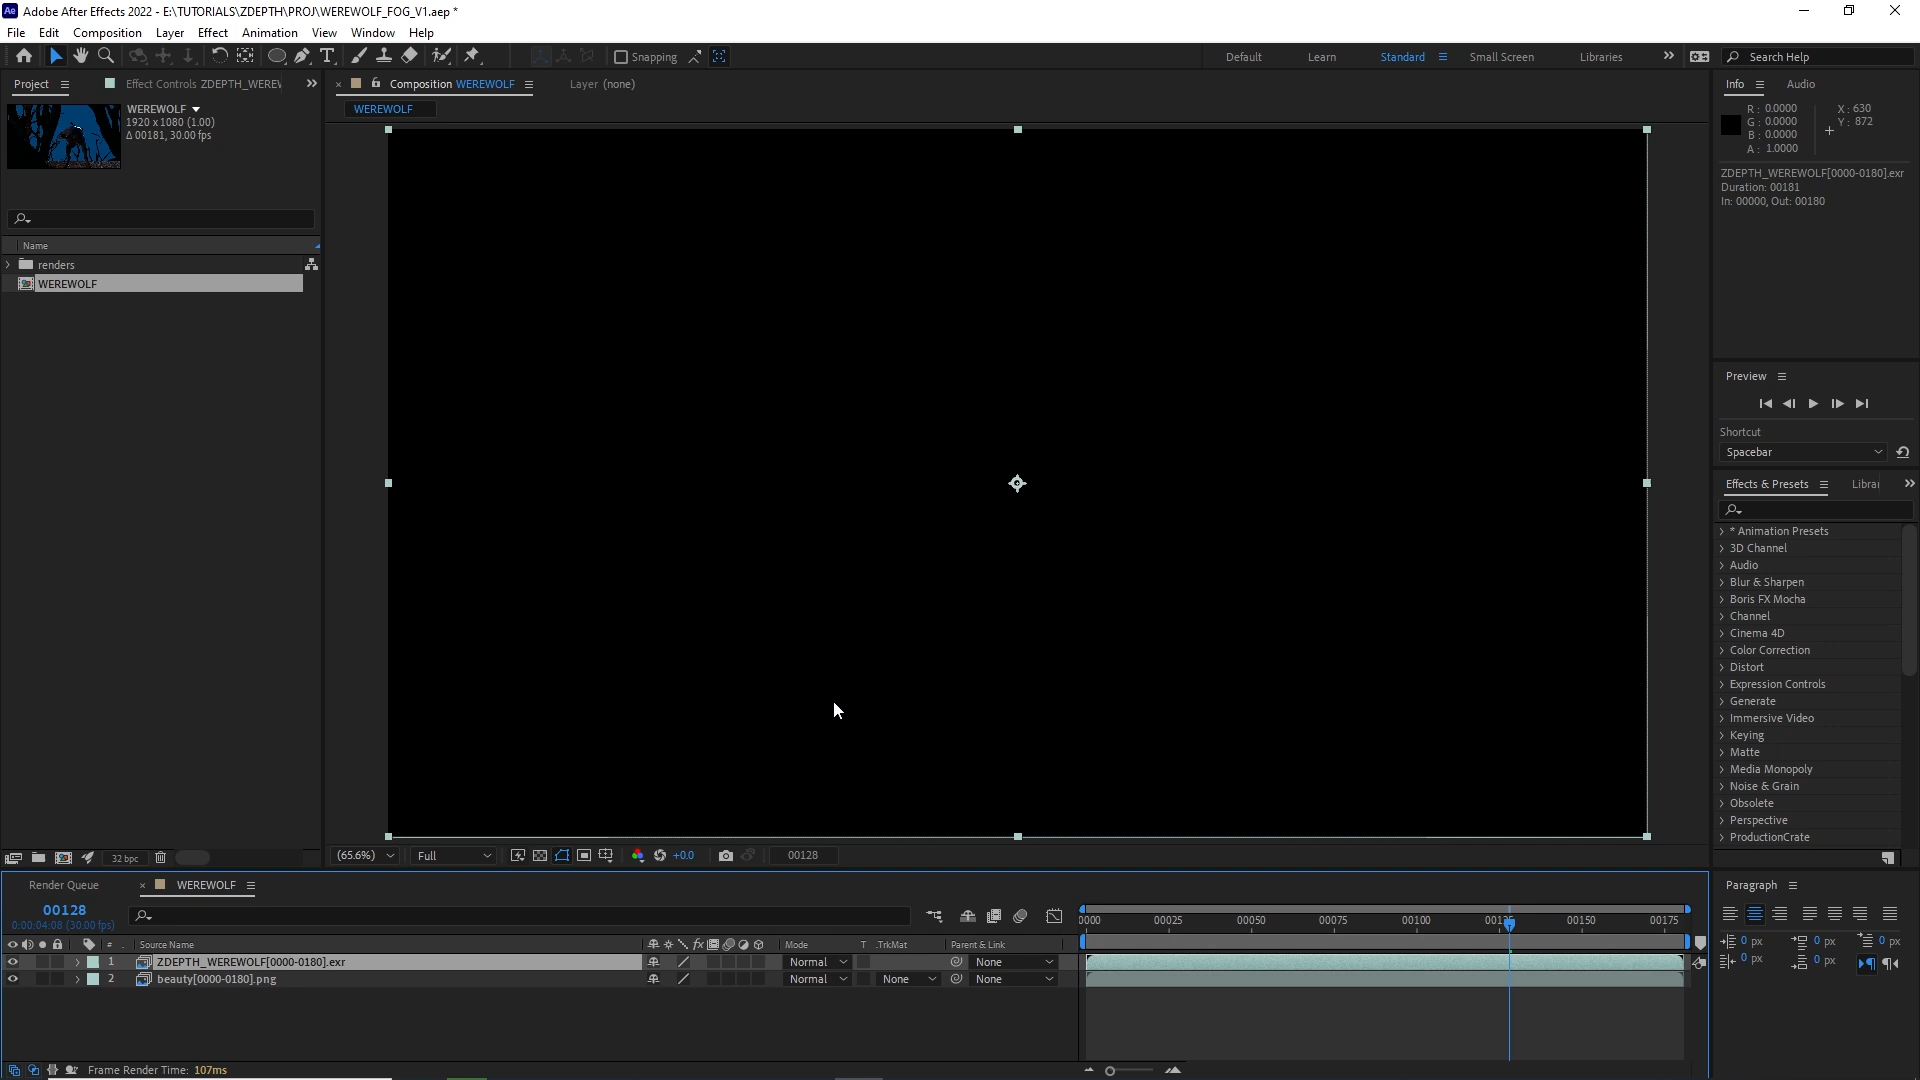 Adobe After Effects 2022 - E:\TUTORIALS\ZDEPTH\PROJ\WEREWOLF_FOG_V1.aep *
File Edit Composition Layer Effect Animation View Window Help
Snapping
Default Learn Standard Small Screen Libraries
Search Help
Project
Effect Controls ZDEPTH_WEREW
Composition WEREWOLF
Layer (none)
Info
Audio
WEREWOLF
1920 x 1080 (1.00)
Δ 00181, 30.00 fps
WEREWOLF
R: 0.0000
G: 0.0000
B: 0.0000
A: 1.0000
X: 630
Y: 872
ZDEPTH_WEREWOLF[0000-0180].exr
Duration: 00181
In: 00000, Out: 00180
Name
renders
WEREWOLF
Preview
Shortcut
Spacebar
Effects & Presets
Librar
* Animation Presets
3D Channel
Audio
Blur & Sharpen
Boris FX Mocha
Channel
Cinema 4D
Color Correction
Distort
Expression Controls
Generate
Immersive Video
Keying
Matte
Media Monopoly
Noise & Grain
Obsolete
Perspective
ProductionCrate
32 bpc
(65.6%)
Full
+0.0
00128
Render Queue
WEREWOLF
00128
0:00:04:08 (30.00 fps)
0000 00025 00050 00075 00100 00125 00150 00175
# Source Name
Mode T .TrkMat Parent & Link
1 ZDEPTH_WEREWOLF[0000-0180].exr Normal None
2 beauty[0000-0180].png Normal None None
Paragraph
0 px 0 px 0 px
0 px 0 px
Frame Render Time: 107ms